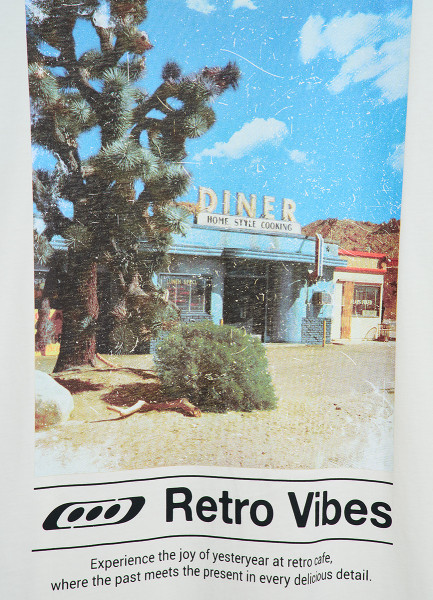 DINER
HOME STYLE COOKING
Retro Vibes
Experience the joy of yesteryear at retro cafe,
where the past meets the present in every delicious detail.